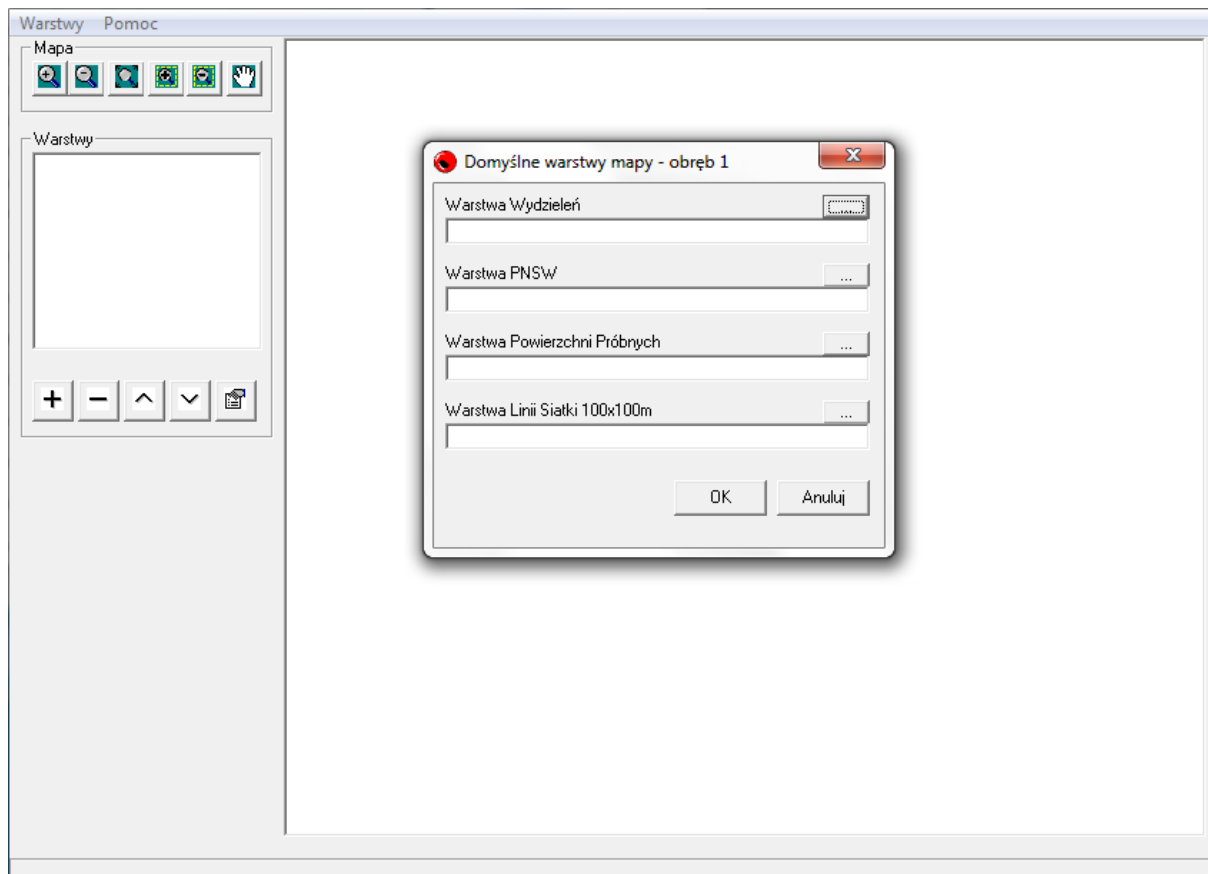 Warstwy Pomoc
Mapa
Warstwy
Domyślne warstwy mapy - obręb 1
Warstwa Wydzieleń
...
Warstwa PNSW
...
Warstwa Powierzchni Próbnych
...
Warstwa Linii Siatki 100x100m
...
OK Anuluj